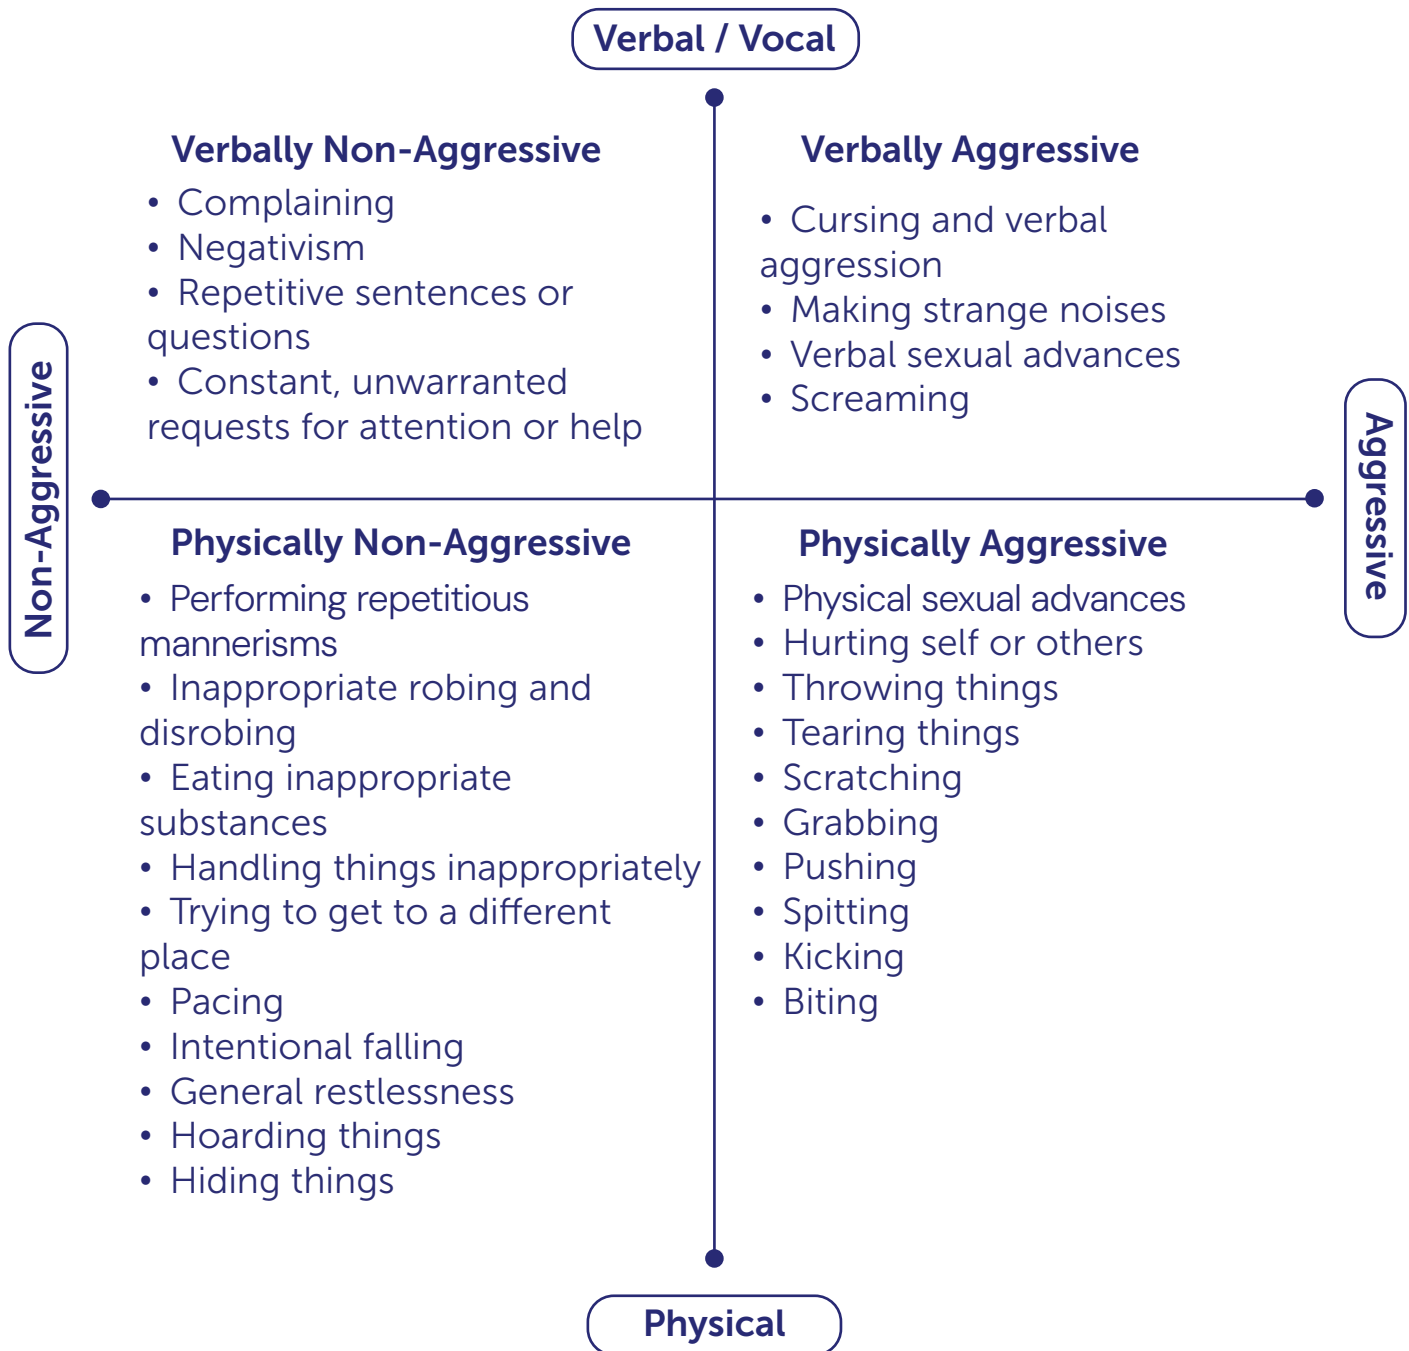 Verbal / Vocal
Verbally Non-Aggressive
• Complaining
• Negativism
• Repetitive sentences or
questions
• Constant, unwarranted
requests for attention or help
Verbally Aggressive
• Cursing and verbal
aggression
• Making strange noises
• Verbal sexual advances
• Screaming
Non-Aggressive
Aggressive
Physically Non-Aggressive
• Performing repetitious
mannerisms
• Inappropriate robing and
disrobing
• Eating inappropriate
substances
• Handling things inappropriately
• Trying to get to a different
place
• Pacing
• Intentional falling
• General restlessness
• Hoarding things
• Hiding things
Physically Aggressive
• Physical sexual advances
• Hurting self or others
• Throwing things
• Tearing things
• Scratching
• Grabbing
• Pushing
• Spitting
• Kicking
• Biting
Physical